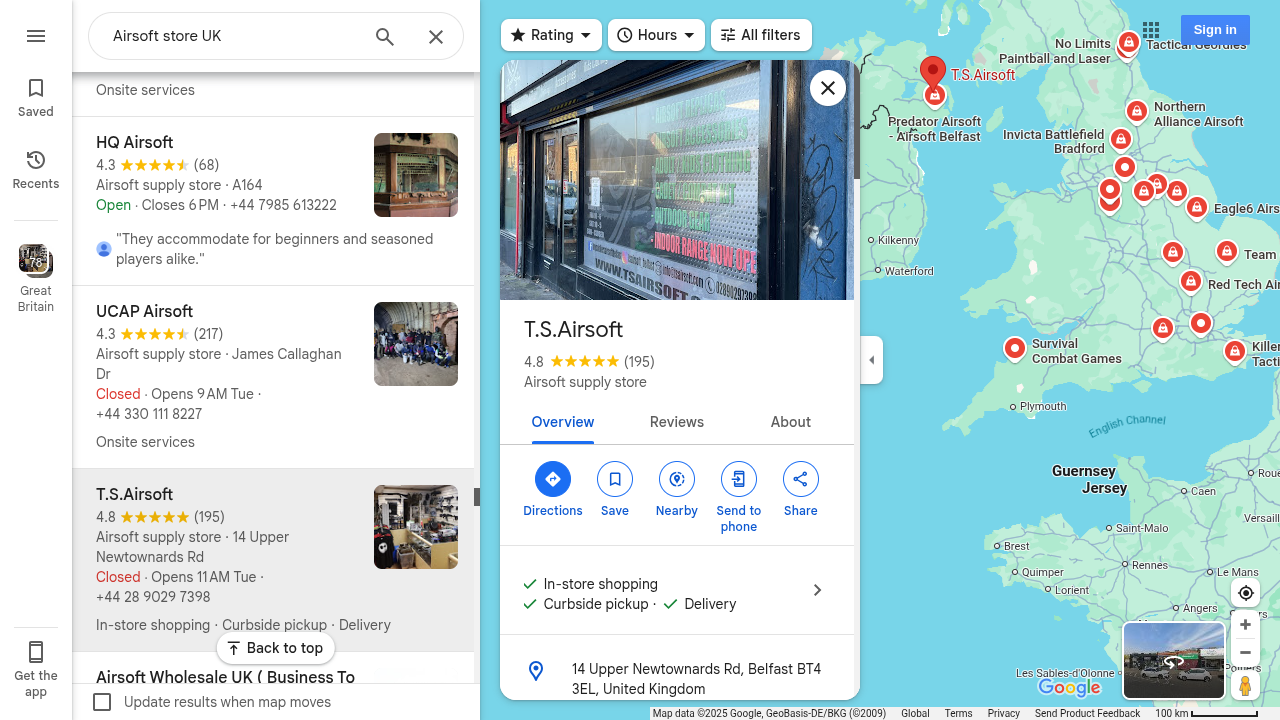 Airsoft store UK
Rating
Hours
All filters
Sign in
Saved
Recents
Great
Britain
78
Get the
app
Onsite services
HQ Airsoft
4.3 (68)
Airsoft supply store · A164
Open · Closes 6 PM · +44 7985 613222
"They accommodate for beginners and seasoned
players alike."
UCAP Airsoft
4.3 (217)
Airsoft supply store · James Callaghan
Dr
Closed · Opens 9 AM Tue ·
+44 330 111 8227
Onsite services
T.S.Airsoft
4.8 (195)
Airsoft supply store · 14 Upper
Newtownards Rd
Closed · Opens 11 AM Tue ·
+44 28 9029 7398
In-store shopping · Curbside pickup · Delivery
Back to top
Airsoft Wholesale UK ( Business To
Update results when map moves
INDOOR RANGE NOW OPEN
WWW.TSAIRSOFT.CO
T.S.Airsoft
4.8 (195)
Airsoft supply store
Overview
Reviews
About
Directions
Save
Nearby
Send to
phone
Share
In-store shopping
Curbside pickup · Delivery
14 Upper Newtownards Rd, Belfast BT4
3EL, United Kingdom
No Limits
Paintball and Laser
Tactical Geordies
T.S.Airsoft
Predator Airsoft
- Airsoft Belfast
Northern
Alliance Airsoft
Invicta Battlefield
Bradford
Eagle6 Airs
Kilkenny
Waterford
Team
Red Tech Air
Survival
Combat Games
Killer
Tacti
Plymouth
English Channel
Guernsey
Jersey
Caen
Roue
Versaill
Saint-Malo
Brest
Rennes
Quimper
Le Mans
Lorient
Angers
Les Sables-d'Olonne
Poitiers
Google
Map data ©2025 Google, GeoBasis-DE/BKG (©2009)
Global
Terms
Privacy
Send Product Feedback
100 km